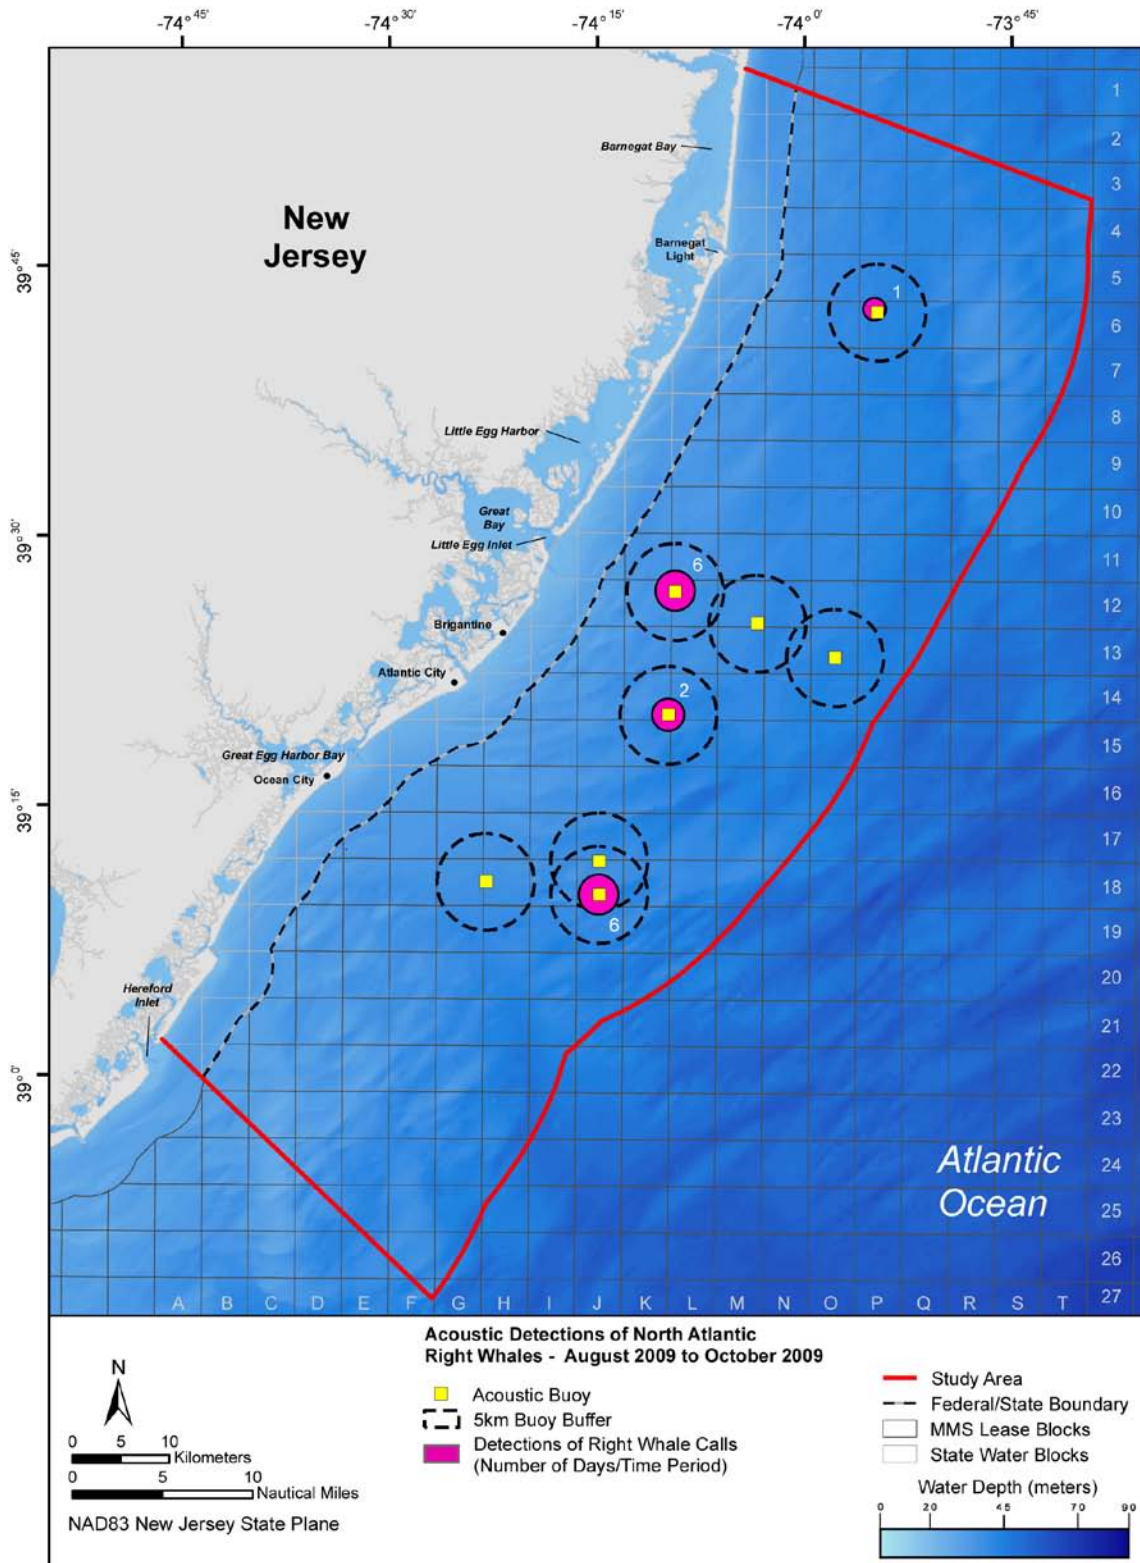 -74°45'
-74°30'
-74°15'
-74°0'
-73°45'
39°45'
39°30'
39°15'
39°0'
New
Jersey
Barnegat Bay
Barnegat
Light
Little Egg Harbor
Great
Bay
Little Egg Inlet
Brigantine
Atlantic City
Great Egg Harbor Bay
Ocean City
Hereford
Inlet
1
6
2
6
Atlantic
Ocean
1
2
3
4
5
6
7
8
9
10
11
12
13
14
15
16
17
18
19
20
21
22
23
24
25
26
27
A B C D E F G H I J K L M N O P Q R S T
N
0 5 10
Kilometers
0 5 10
Nautical Miles
NAD83 New Jersey State Plane
Acoustic Detections of North Atlantic
Right Whales - August 2009 to October 2009
Acoustic Buoy
5km Buoy Buffer
Detections of Right Whale Calls
(Number of Days/Time Period)
Study Area
Federal/State Boundary
MMS Lease Blocks
State Water Blocks
Water Depth (meters)
0 20 45 70 90